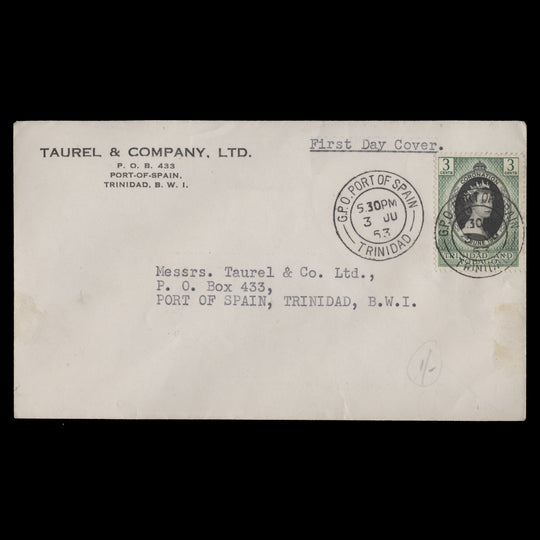 TAUREL & COMPANY, LTD.
P. O. B. 433
PORT-OF-SPAIN,
TRINIDAD, B. W. I.
First Day Cover.
G.P.O. PORT OF SPAIN
5.30PM
3 JU
53
TRINIDAD
3 3
CENTS CENTS
CORONATION
TRINIDAD AND
Messrs. Taurel & Co. Ltd.,
P. O. Box 433,
PORT OF SPAIN, TRINIDAD, B.W.I.
1/-